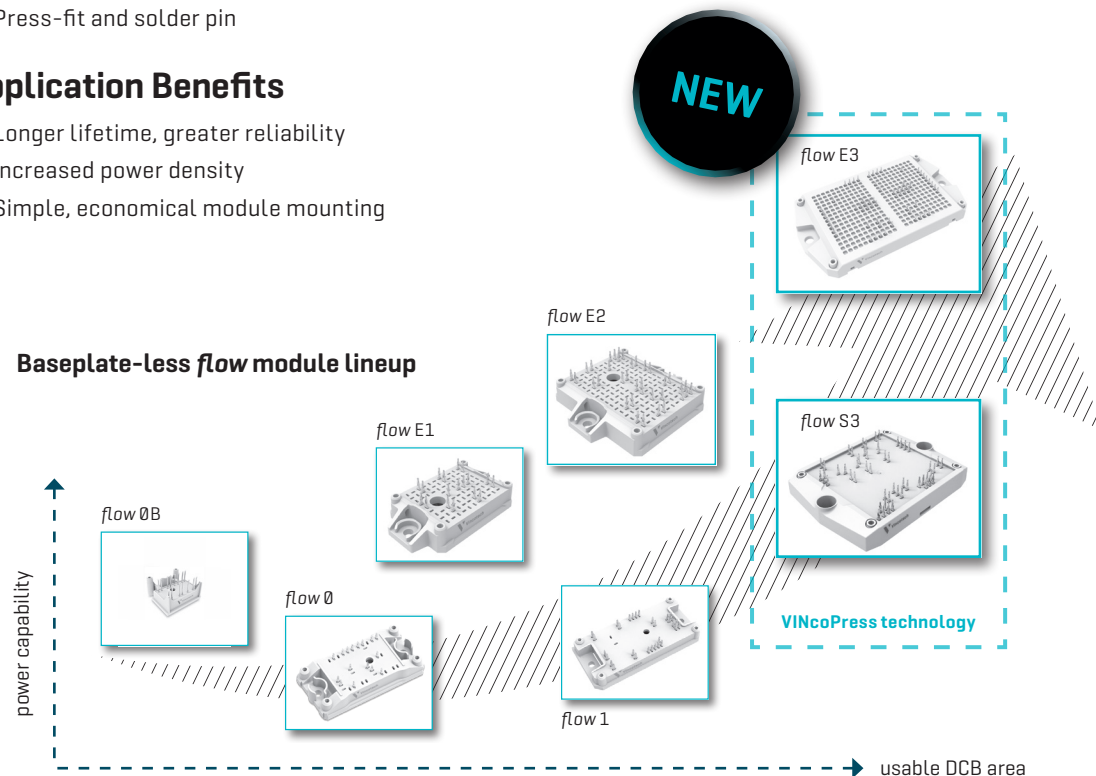 Press-fit and solder pin
pplication Benefits
Longer lifetime, greater reliability
ncreased power density
Simple, economical module mounting
NEW
flow E3
flow E2
Baseplate-less flow module lineup
flow E1
flow S3
flow 0B
flow 0
VINcoPress technology
flow 1
power capability
usable DCB area